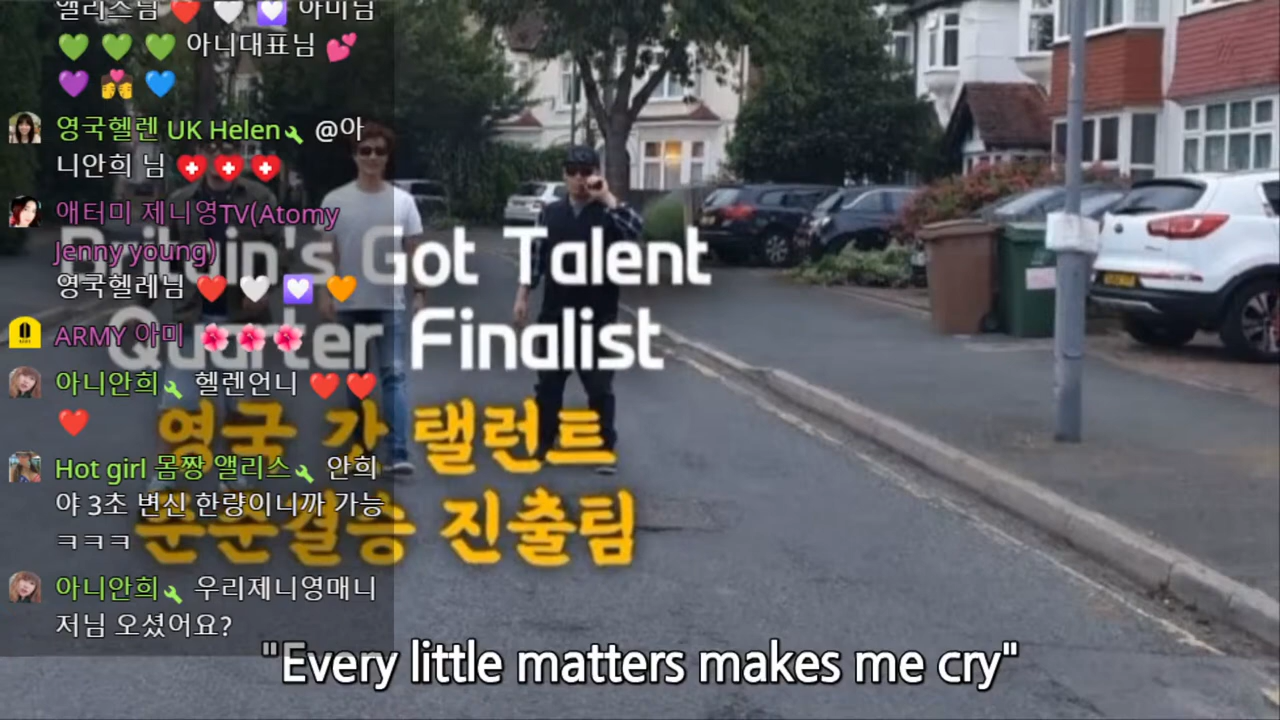 앨리스님 ❤️ 🤍 💟 아미님
💚 💚 💚 아니대표님 💕
💜 👩‍❤️‍👩 💙
영국헬렌 UK Helen🔧 @아
니안희 님 🇨🇭 🇨🇭 🇨🇭
애터미 제니영TV(Atomy
Jenny young)
영국헬레님 ❤️ 🤍 💟 🧡
ARMY 아미 🌺 🌺 🌺
아니안희🔧 헬렌언니 ❤️ ❤️
❤️
Hot girl 몸짱 앨리스🔧 안희
야 3초 변신 한량이니까 가능
ㅋㅋㅋ
아니안희🔧 우리제니영매니
저님 오셨어요?
Britain's Got Talent
Quarter Finalist
영국 갓 탤런트
준준결승 진출팀
"Every little matters makes me cry"